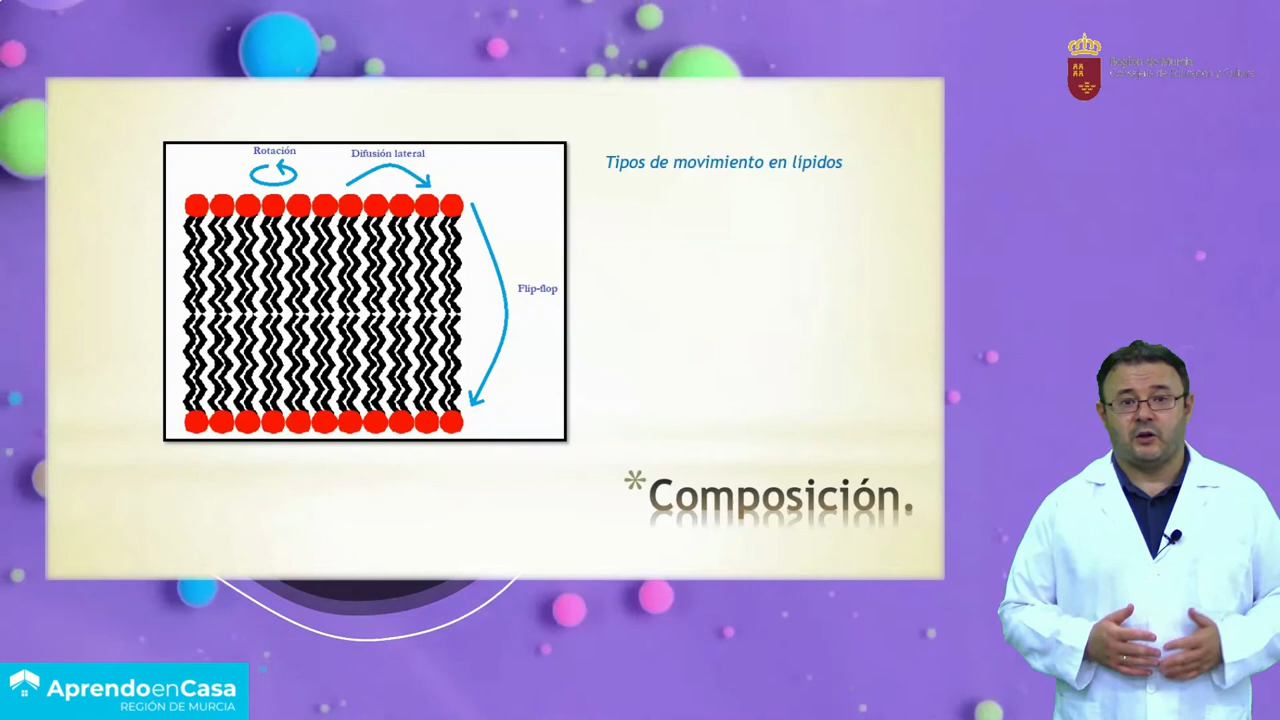 Región de Murcia
Rotación
Difusión lateral
Tipos de movimiento en lípidos
Flip-flop
*Composición.
AprendoenCasa
REGIÓN DE MURCIA